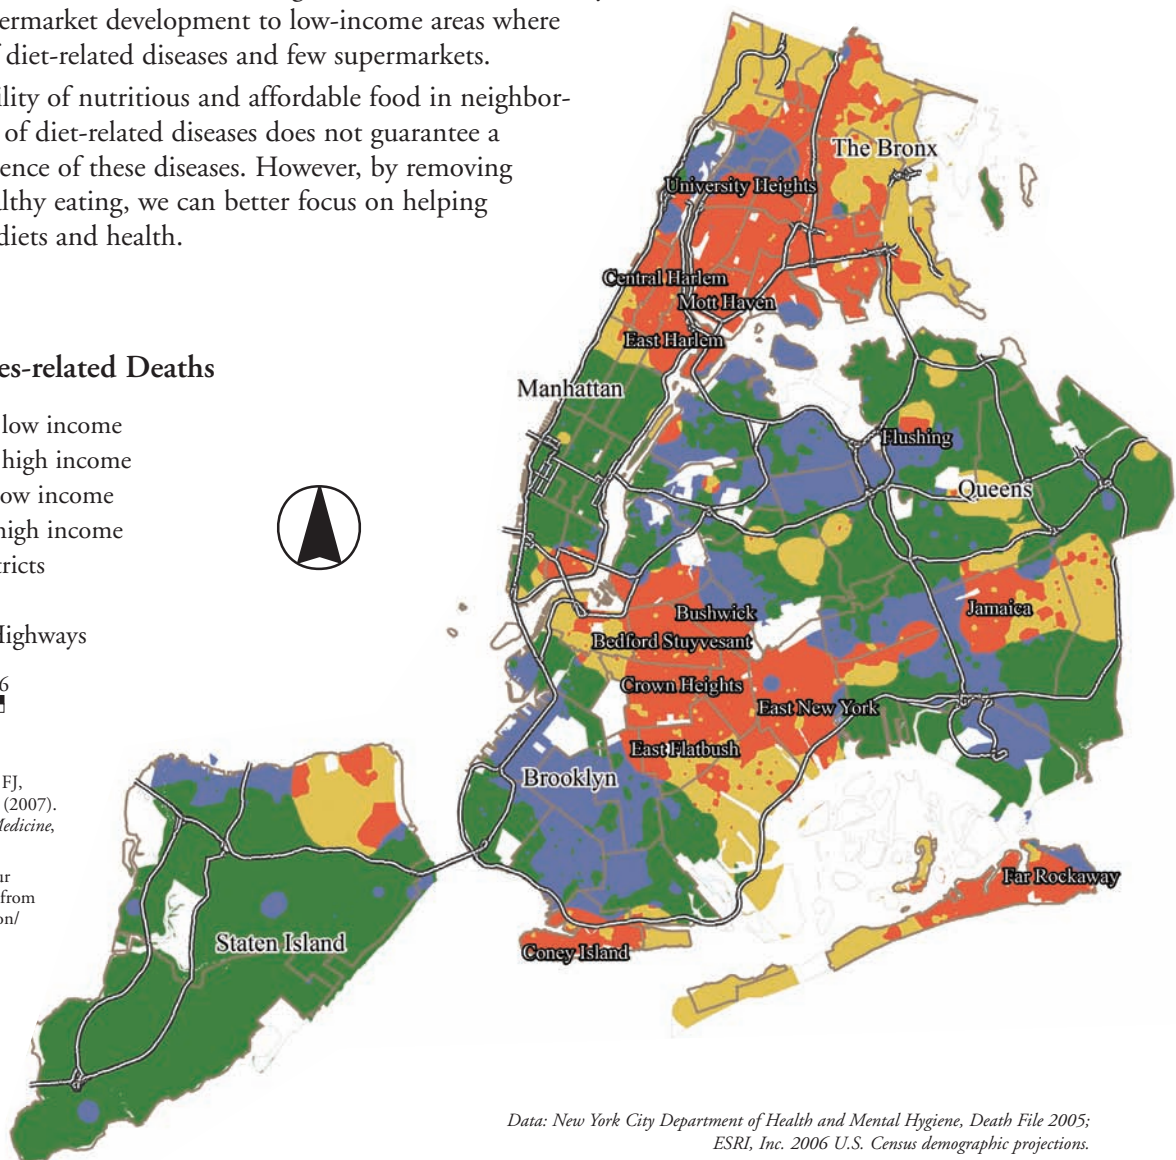 ermarket development to low-income areas where
diet-related diseases and few supermarkets.
ility of nutritious and affordable food in neighbor-
of diet-related diseases does not guarantee a
ence of these diseases. However, by removing
lthy eating, we can better focus on helping
diets and health.
es-related Deaths
low income
high income
ow income
high income
tricts
Highways
6
FJ,
(2007).
Medicine,
ur
from
on/
The Bronx
University Heights
Central Harlem
Mott Haven
East Harlem
Manhattan
Flushing
Queens
Bushwick
Jamaica
Bedford Stuyvesant
Crown Heights
East New York
East Flatbush
Brooklyn
Far Rockaway
Staten Island
Coney Island
Data: New York City Department of Health and Mental Hygiene, Death File 2005;
ESRI, Inc. 2006 U.S. Census demographic projections.